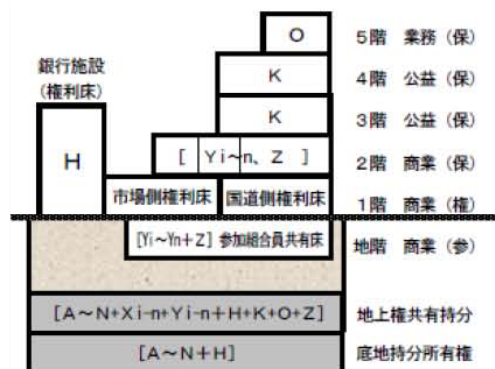 O 5階 業務(保)
銀行施設
(権利床)
K 4階 公益(保)
K 3階 公益(保)
H
[ Yi～n、Z ] 2階 商業(保)
市場側権利床 国道側権利床 1階 商業(権)
[Yi～Yn+Z] 参加組合員共有床 地階 商業(参)
[A～N+Xi-n+Yi-n+H+K+O+Z] 地上権共有持分
[A～N+H] 底地持分所有権